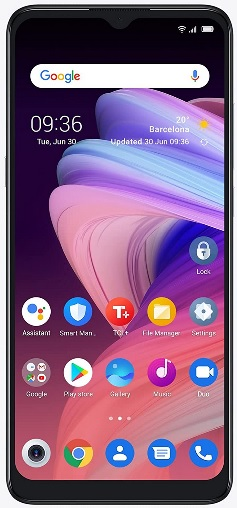 Google
09:36
Tue, Jun 30
20°
Barcelona
Updated 30 Jun 09:36
Lock
Assistant
Smart Man...
TCL+
File Manager
Settings
Google
Play store
Gallery
Music
Duo